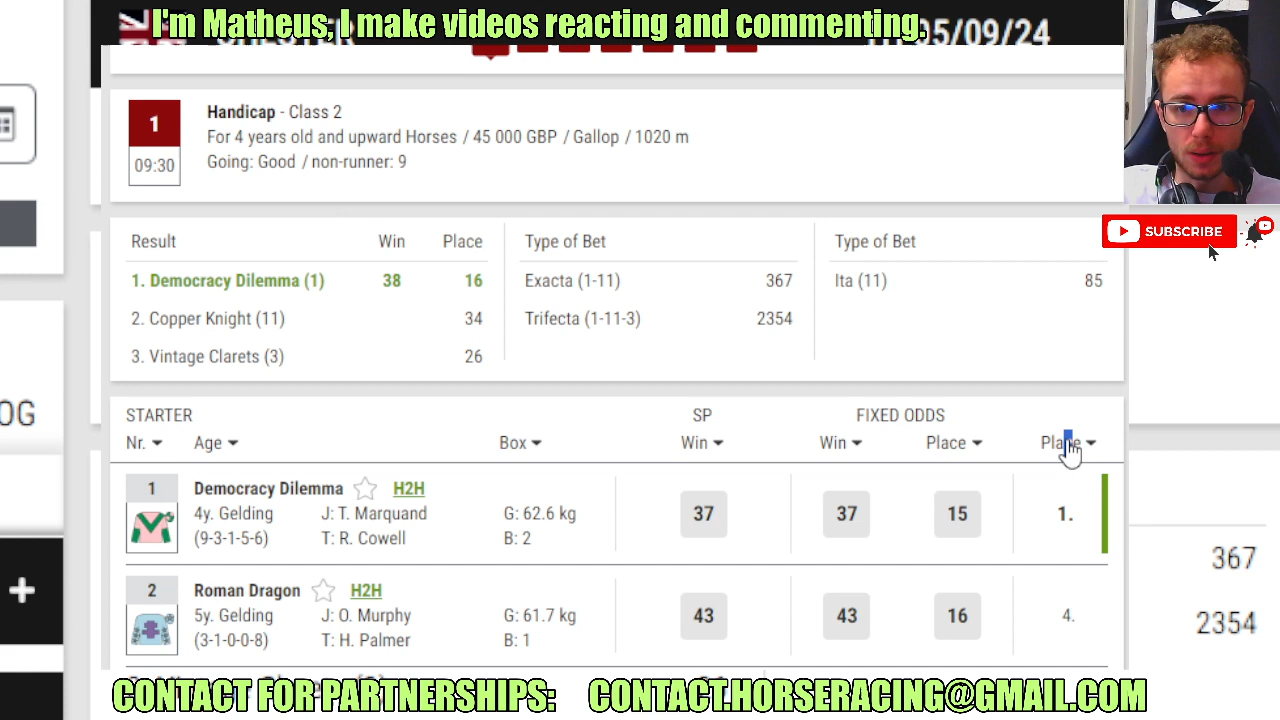 I'm Matheus, I make videos reacting and commenting.
05/09/24
1
09:30
Handicap - Class 2
For 4 years old and upward Horses / 45 000 GBP / Gallop / 1020 m
Going: Good / non-runner: 9
SUBSCRIBE
Result Win Place
1. Democracy Dilemma (1) 38 16
2. Copper Knight (11) 34
3. Vintage Clarets (3) 26
Type of Bet
Exacta (1-11) 367
Trifecta (1-11-3) 2354
Type of Bet
Ita (11) 85
OG
STARTER SP FIXED ODDS
Nr. Age Box Win Win Place Place
1 Democracy Dilemma H2H
4y. Gelding J: T. Marquand G: 62.6 kg 37 37 15 1.
(9-3-1-5-6) T: R. Cowell B: 2
2 Roman Dragon H2H
5y. Gelding J: O. Murphy G: 61.7 kg 43 43 16 4.
(3-1-0-0-8) T: H. Palmer B: 1
367
2354
CONTACT FOR PARTNERSHIPS: CONTACT.HORSERACING@GMAIL.COM